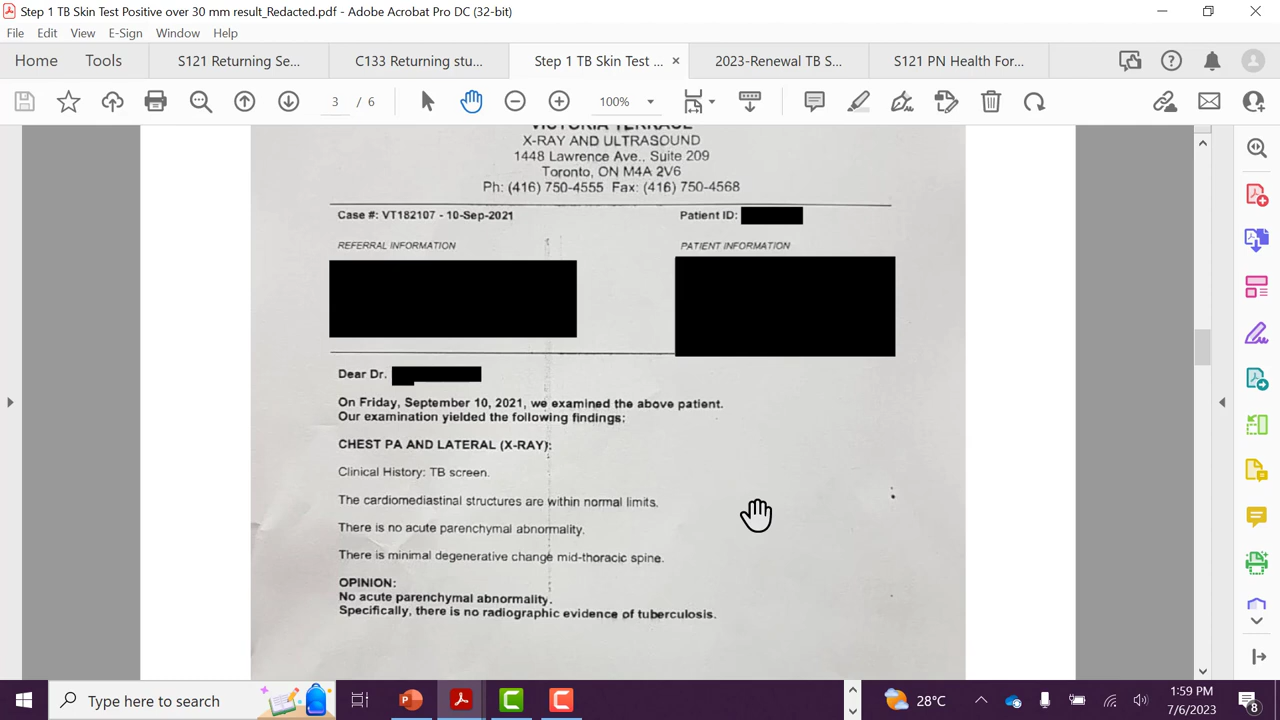 Step 1 TB Skin Test Positive over 30 mm result_Redacted.pdf - Adobe Acrobat Pro DC (32-bit)
File Edit View E-Sign Window Help
Home Tools S121 Returning Se... C133 Returning stu... Step 1 TB Skin Test ... × 2023-Renewal TB S... S121 PN Health For...
3 / 6 100%
VICTORIA TERRACE
X-RAY AND ULTRASOUND
1448 Lawrence Ave., Suite 209
Toronto, ON M4A 2V6
Ph: (416) 750-4555 Fax: (416) 750-4568
Case #: VT182107 - 10-Sep-2021 Patient ID:
REFERRAL INFORMATION PATIENT INFORMATION
Dear Dr.
On Friday, September 10, 2021, we examined the above patient.
Our examination yielded the following findings:
CHEST PA AND LATERAL (X-RAY):
Clinical History: TB screen.
The cardiomediastinal structures are within normal limits.
There is no acute parenchymal abnormality.
There is minimal degenerative change mid-thoracic spine.
OPINION:
No acute parenchymal abnormality.
Specifically, there is no radiographic evidence of tuberculosis.
Type here to search
28°C
1:59 PM
7/6/2023
8